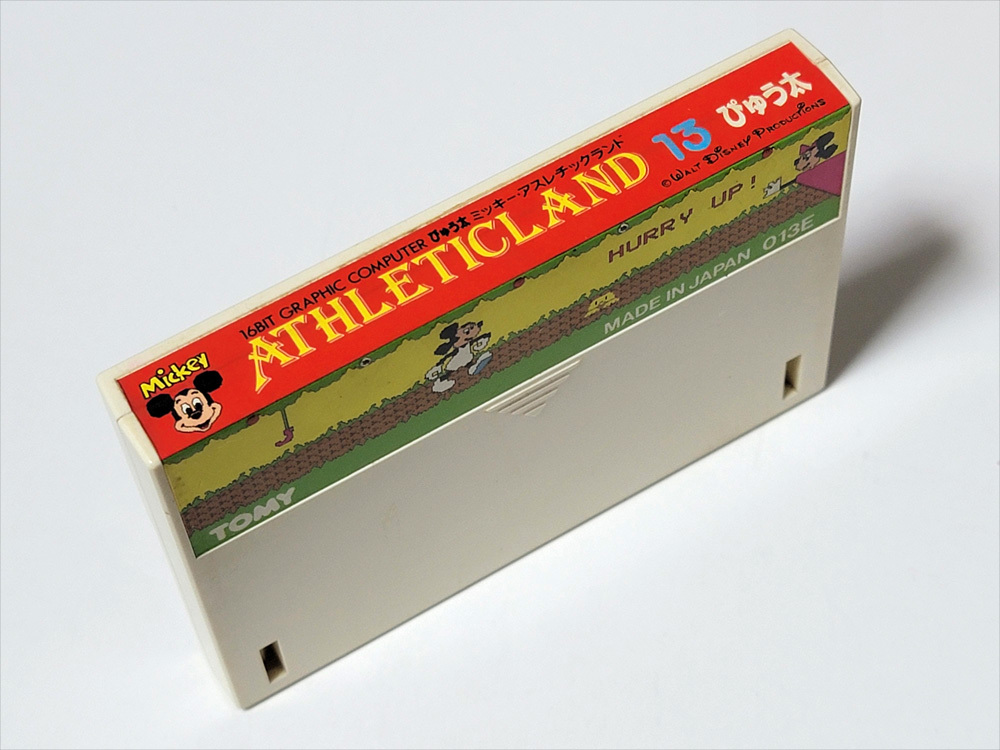 16BIT GRAPHIC COMPUTER ぴゅう太 ミッキー・アスレチックランド
Mickey
ATHLETICLAND
13
ぴゅう太
© WALT DISNEY PRODUCTIONS
HURRY UP!
MADE IN JAPAN 013E
TOMY